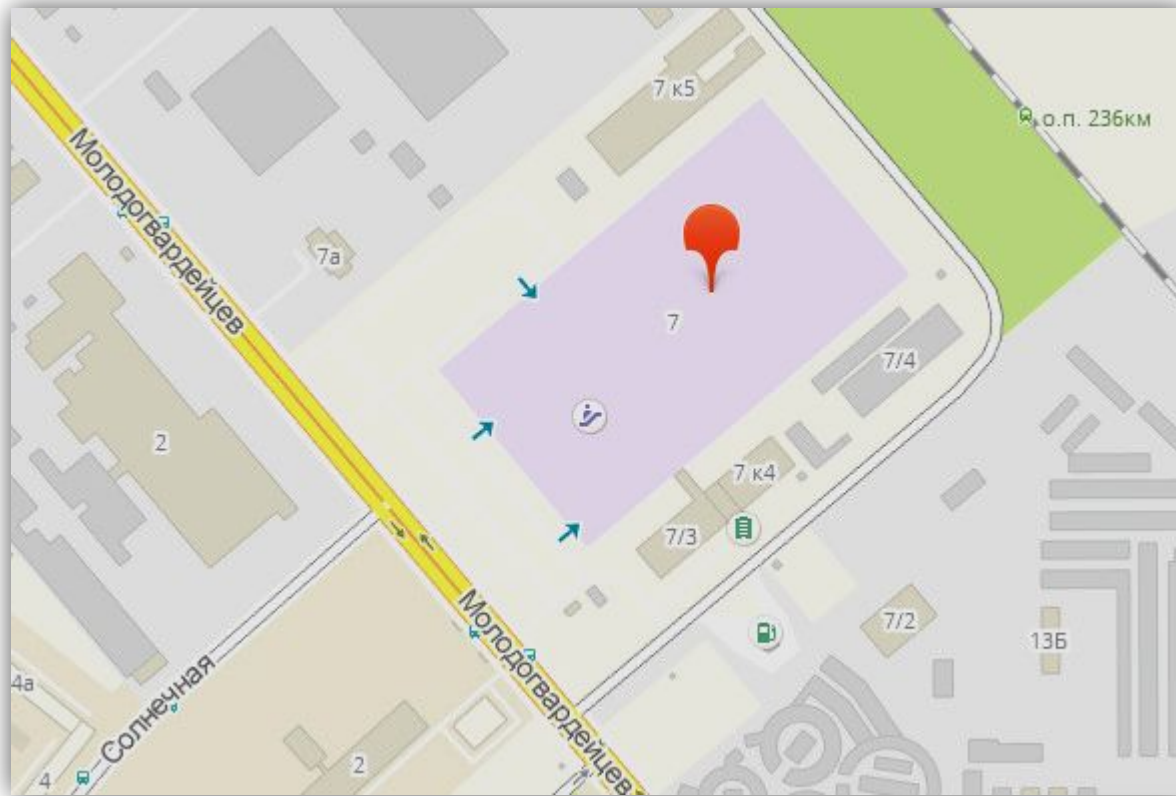 7 к5
о.п. 236км
Молодогвардейцев
7а
7
7/4
2
7 к4
7/3
Молодогвардейцев
7/2
13Б
Солнечная
4а
2
4